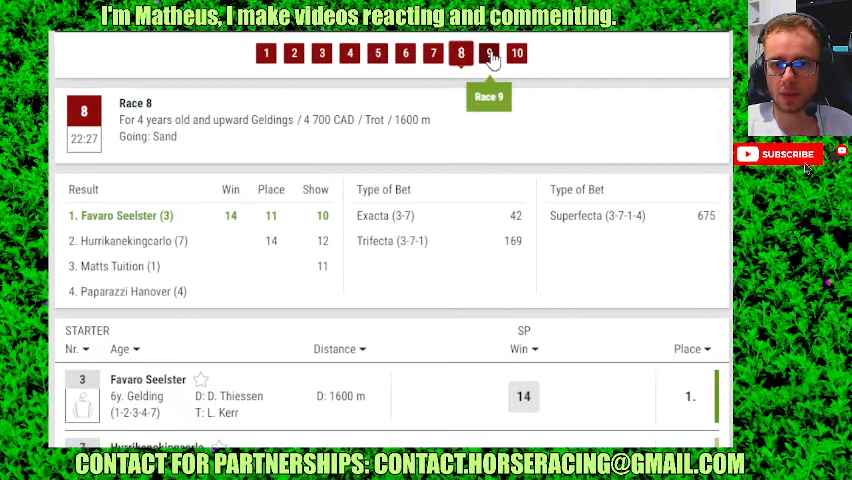 I'm Matheus, I make videos reacting and commenting.
1 2 3 4 5 6 7 8 9 10
Race 9
8
22:27
Race 8
For 4 years old and upward Geldings / 4 700 CAD / Trot / 1600 m
Going: Sand
SUBSCRIBE
Result Win Place Show Type of Bet Type of Bet
1. Favaro Seelster (3) 14 11 10 Exacta (3-7) 42 Superfecta (3-7-1-4) 675
2. Hurrikanekingcarlo (7) 14 12 Trifecta (3-7-1) 169
3. Matts Tuition (1) 11
4. Paparazzi Hanover (4)
STARTER SP
Nr. Age Distance Win Place
3 Favaro Seelster
6y. Gelding D: D. Thiessen D: 1600 m 14 1.
(1-2-3-4-7) T: L. Kerr
Hurrikanekingcarlo
CONTACT FOR PARTNERSHIPS: CONTACT.HORSERACING@GMAIL.COM